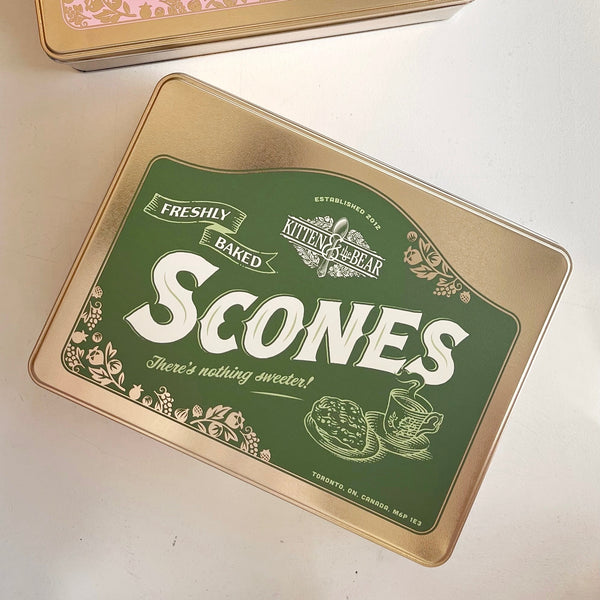 ESTABLISHED 2012
KITTEN & the BEAR
FRESHLY
BAKED
SCONES
There's nothing sweeter!
TORONTO, ON, CANADA, M6P 1E3